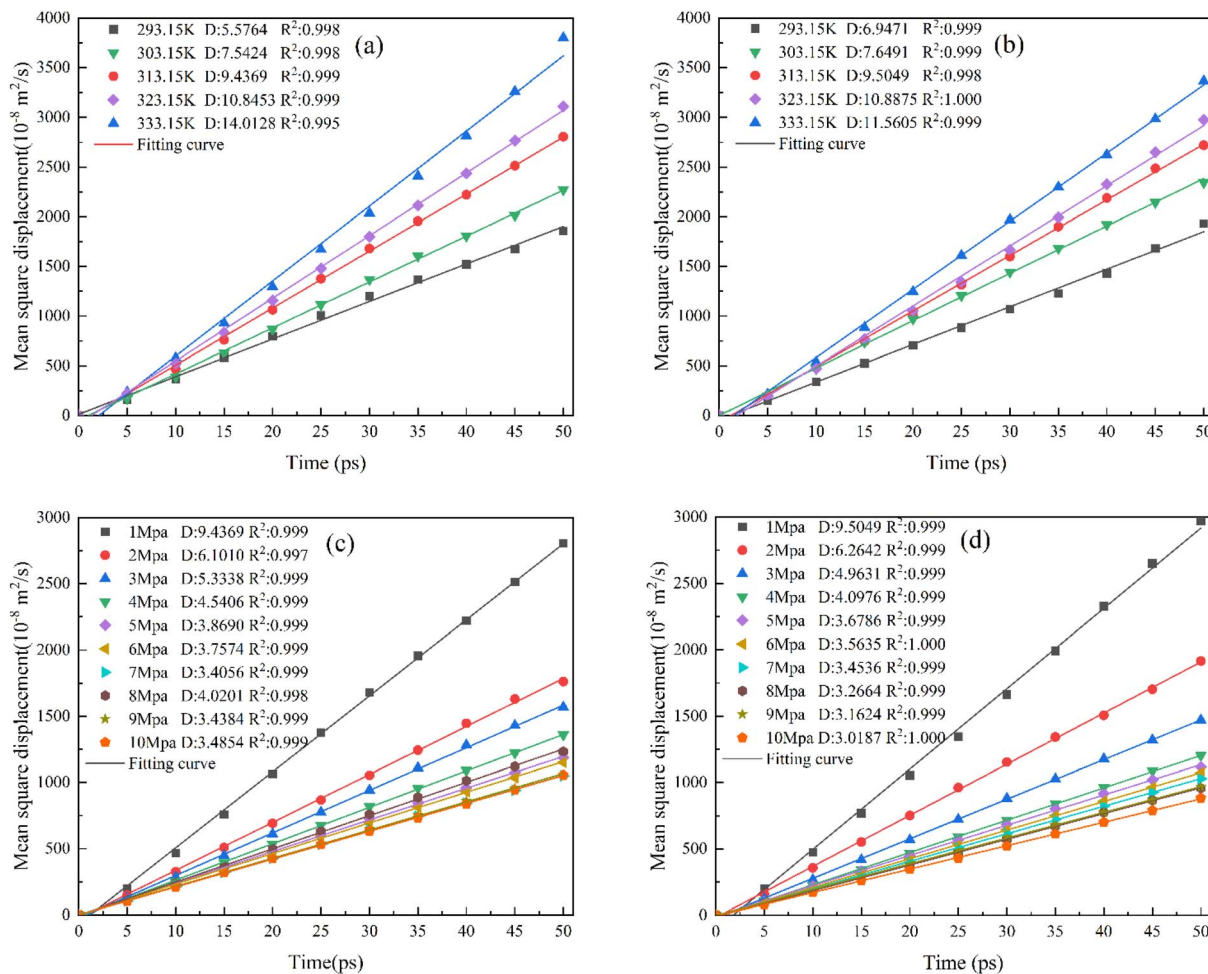 (a)
293.15K D:5.5764 R²:0.998
303.15K D:7.5424 R²:0.998
313.15K D:9.4369 R²:0.999
323.15K D:10.8453 R²:0.999
333.15K D:14.0128 R²:0.995
Fitting curve
Mean square displacement(10⁻⁸ m²/s)
4000
3500
3000
2500
2000
1500
1000
500
0
0 5 10 15 20 25 30 35 40 45 50
Time (ps)
(b)
293.15K D:6.9471 R²:0.999
303.15K D:7.6491 R²:0.999
313.15K D:9.5049 R²:0.998
323.15K D:10.8875 R²:1.000
333.15K D:11.5605 R²:0.999
Fitting curve
Mean square displacement(10⁻⁸ m²/s)
4000
3500
3000
2500
2000
1500
1000
500
0
0 5 10 15 20 25 30 35 40 45 50
Time (ps)
(c)
1Mpa D:9.4369 R²:0.999
2Mpa D:6.1010 R²:0.997
3Mpa D:5.3338 R²:0.999
4Mpa D:4.5406 R²:0.999
5Mpa D:3.8690 R²:0.999
6Mpa D:3.7574 R²:0.999
7Mpa D:3.4056 R²:0.999
8Mpa D:4.0201 R²:0.998
9Mpa D:3.4384 R²:0.999
10Mpa D:3.4854 R²:0.999
Fitting curve
Mean square displacement(10⁻⁸ m²/s)
3000
2500
2000
1500
1000
500
0
0 5 10 15 20 25 30 35 40 45 50
Time(ps)
(d)
1Mpa D:9.5049 R²:0.999
2Mpa D:6.2642 R²:0.999
3Mpa D:4.9631 R²:0.999
4Mpa D:4.0976 R²:0.999
5Mpa D:3.6786 R²:0.999
6Mpa D:3.5635 R²:1.000
7Mpa D:3.4536 R²:0.999
8Mpa D:3.2664 R²:0.999
9Mpa D:3.1624 R²:0.999
10Mpa D:3.0187 R²:1.000
Fitting curve
Mean square displacement(10⁻⁸ m²/s)
3000
2500
2000
1500
1000
500
0
0 5 10 15 20 25 30 35 40 45 50
Time (ps)